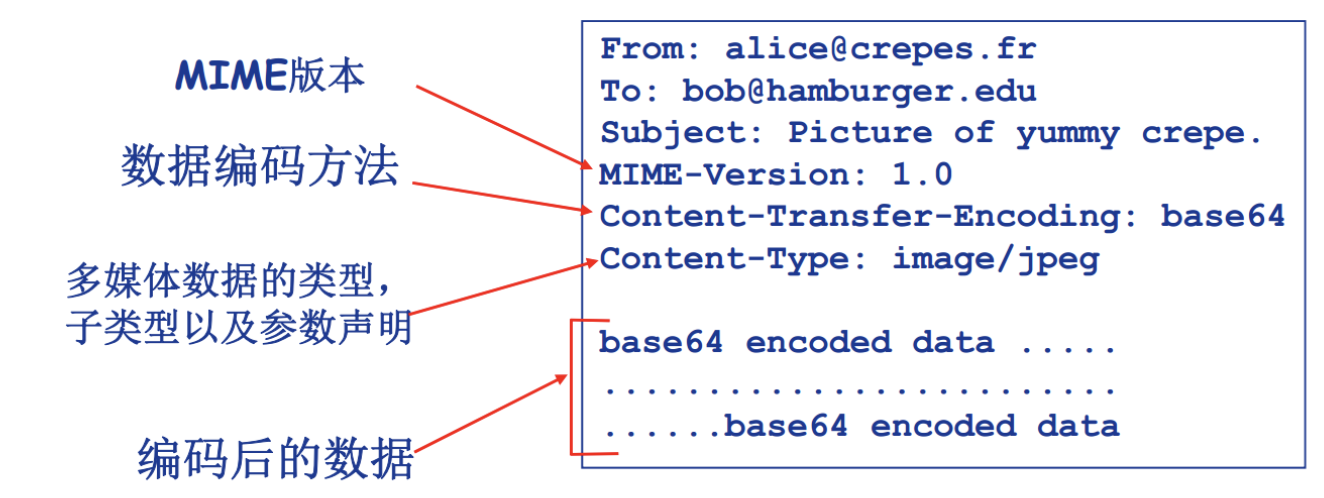 MIME版本
数据编码方法
多媒体数据的类型，
子类型以及参数声明
编码后的数据
From: alice@crepes.fr
To: bob@hamburger.edu
Subject: Picture of yummy crepe.
MIME-Version: 1.0
Content-Transfer-Encoding: base64
Content-Type: image/jpeg
base64 encoded data .....
.........................
......base64 encoded data